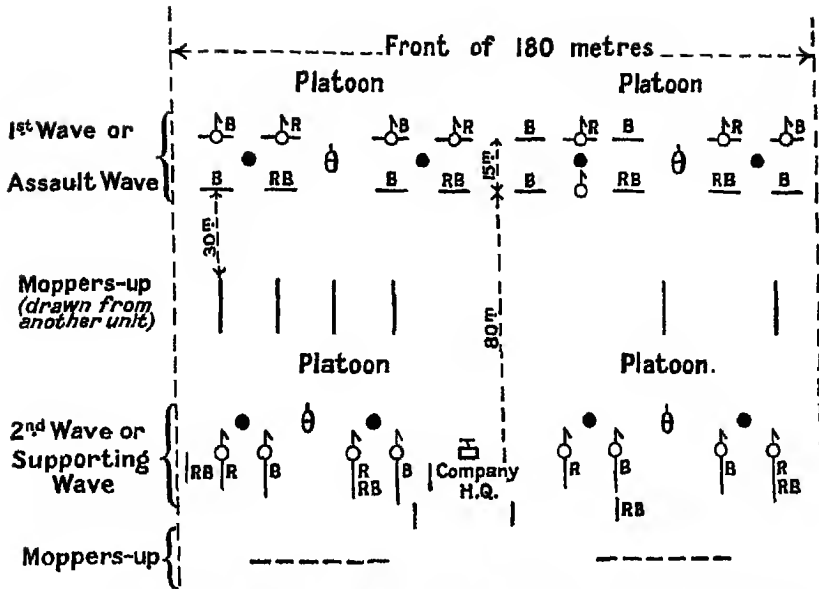 Front of 180 metres
Platoon Platoon
1st Wave or
Assault Wave
B R B R B R B R B
B RB B RB B RB RB B
15m
30m
Moppers-up
(drawn from
another unit)
80m
Platoon Platoon.
2nd Wave or
Supporting
Wave
RB R B R B R B B R
RB RB
Company
H.Q.
RB
Moppers-up